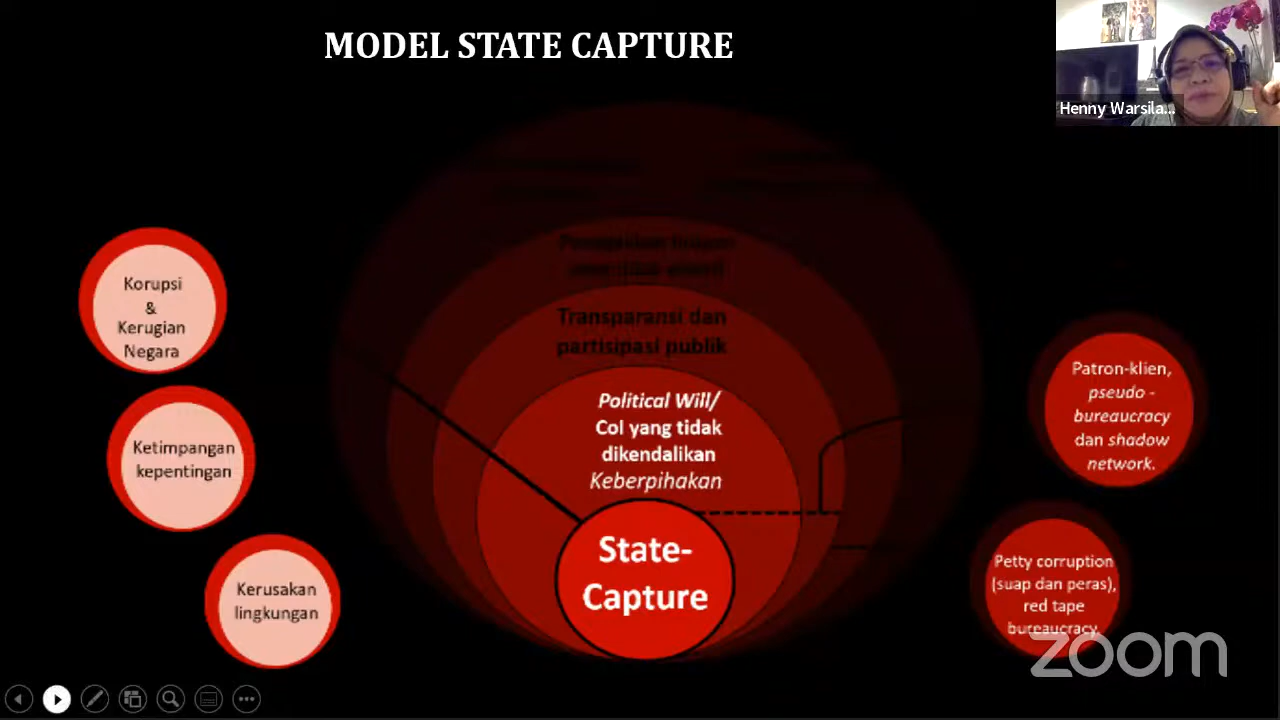 MODEL STATE CAPTURE
Henny Warsila...
Korupsi
&
Kerugian
Negara
Ketimpangan
kepentingan
Kerusakan
lingkungan
Transparansi dan
partisipasi publik
Political Will/
CoI yang tidak
dikendalikan
Keberpihakan
State-
Capture
Patron-klien,
pseudo -
bureaucracy
dan shadow
network.
Petty corruption
(suap dan peras),
red tape
bureaucracy.
zoom